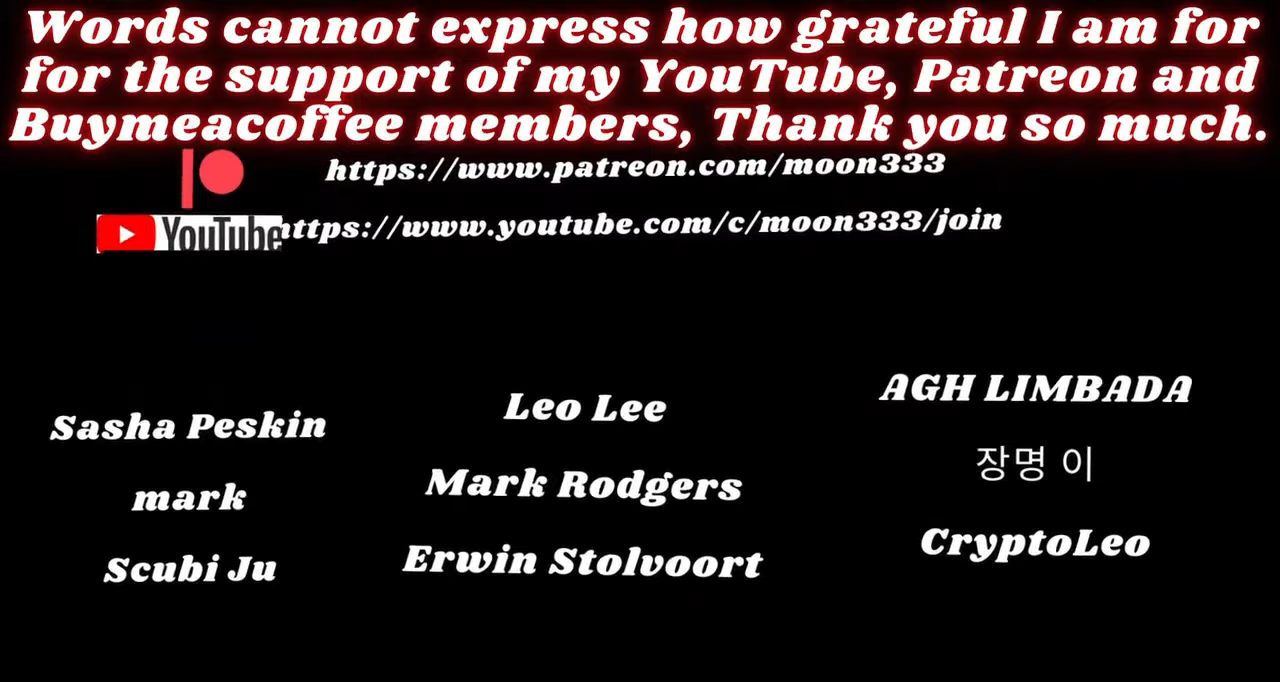 Words cannot express how grateful I am for
for the support of my YouTube, Patreon and
Buymeacoffee members, Thank you so much.
https://www.patreon.com/moon333
YouTube
https://www.youtube.com/c/moon333/join
Sasha Peskin
mark
Scubi Ju
Leo Lee
Mark Rodgers
Erwin Stolvoort
AGH LIMBADA
장명 이
CryptoLeo